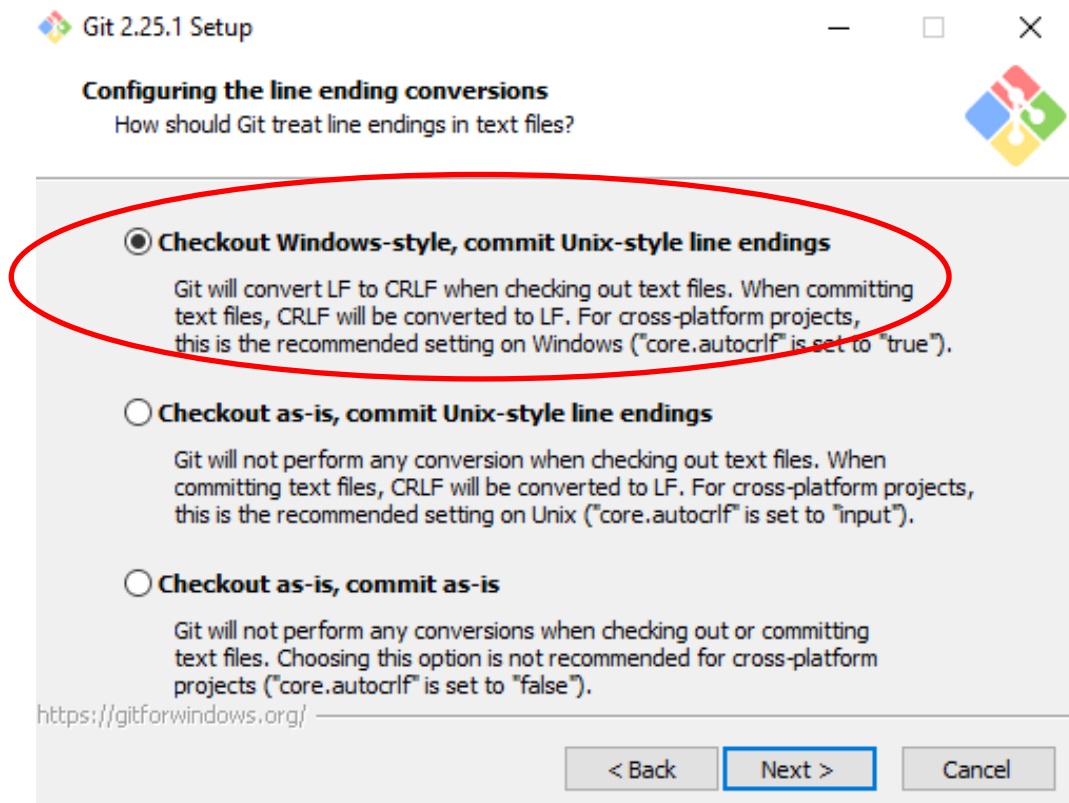 Git 2.25.1 Setup
Configuring the line ending conversions
How should Git treat line endings in text files?
Checkout Windows-style, commit Unix-style line endings
Git will convert LF to CRLF when checking out text files. When committing
text files, CRLF will be converted to LF. For cross-platform projects,
this is the recommended setting on Windows ("core.autocrlf" is set to "true").
Checkout as-is, commit Unix-style line endings
Git will not perform any conversion when checking out text files. When
committing text files, CRLF will be converted to LF. For cross-platform projects,
this is the recommended setting on Unix ("core.autocrlf" is set to "input").
Checkout as-is, commit as-is
Git will not perform any conversions when checking out or committing
text files. Choosing this option is not recommended for cross-platform
projects ("core.autocrlf" is set to "false").
https://gitforwindows.org/
< Back Next > Cancel